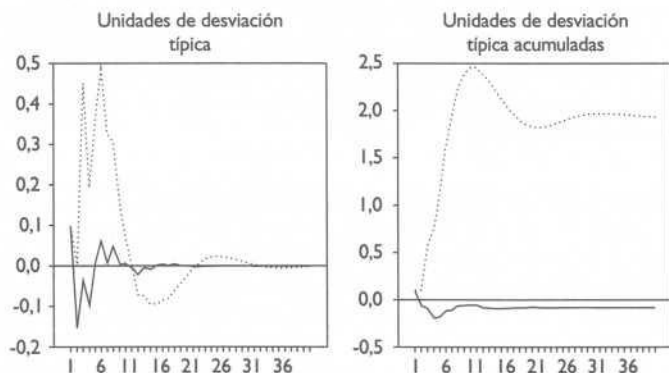 Unidades de desviación
típica
0,5
0,4
0,3
0,2
0,1
0,0
-0,1
-0,2
1 6 11 16 21 26 31 36
Unidades de desviación
típica acumuladas
2,5
2,0
1,5
1,0
0,5
0,0
-0,5
1 6 11 16 21 26 31 36